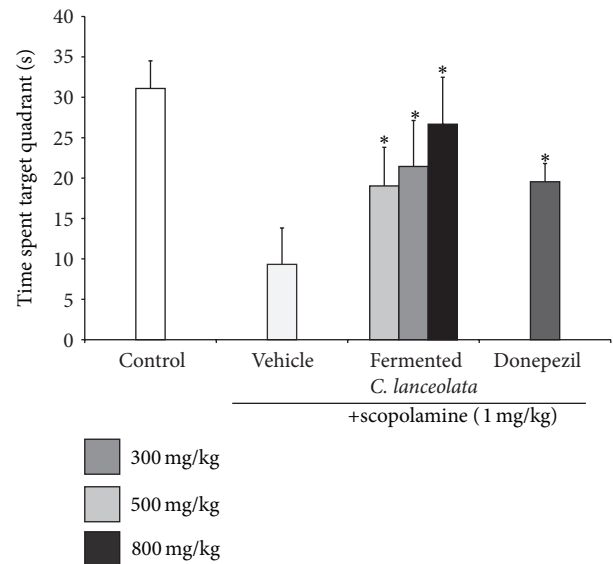 Time spent target quadrant (s)
40
35
30
25
20
15
10
5
0
*
*
*
*
Control Vehicle Fermented Donepezil
C. lanceolata
+scopolamine (1 mg/kg)
300 mg/kg
500 mg/kg
800 mg/kg